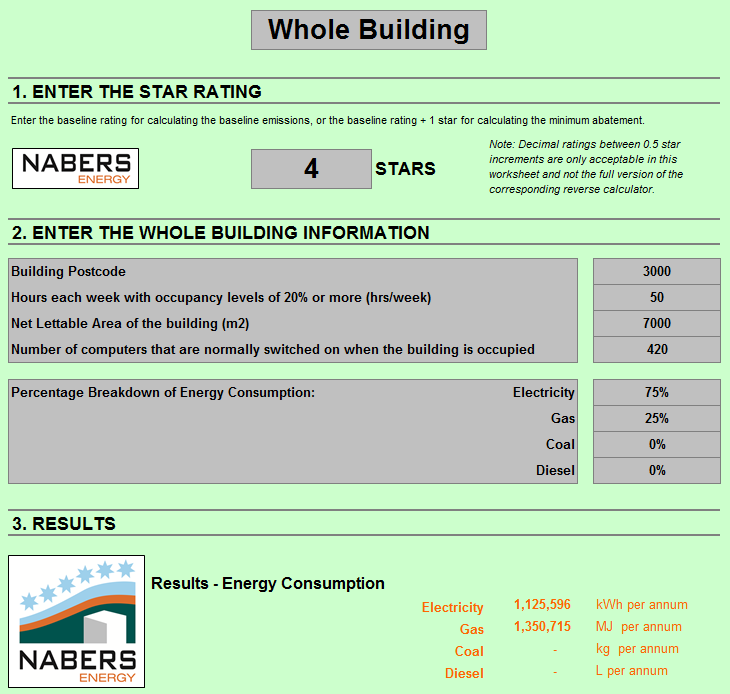 Whole Building
1. ENTER THE STAR RATING
Enter the baseline rating for calculating the baseline emissions, or the baseline rating + 1 star for calculating the minimum abatement.
NABERS
ENERGY
4 STARS
Note: Decimal ratings between 0.5 star
increments are only acceptable in this
worksheet and not the full version of the
corresponding reverse calculator.
2. ENTER THE WHOLE BUILDING INFORMATION
Building Postcode 3000
Hours each week with occupancy levels of 20% or more (hrs/week) 50
Net Lettable Area of the building (m2) 7000
Number of computers that are normally switched on when the building is occupied 420
Percentage Breakdown of Energy Consumption: Electricity 75%
Gas 25%
Coal 0%
Diesel 0%
3. RESULTS
NABERS
ENERGY
Results - Energy Consumption
Electricity 1,125,596 kWh per annum
Gas 1,350,715 MJ per annum
Coal - kg per annum
Diesel - L per annum